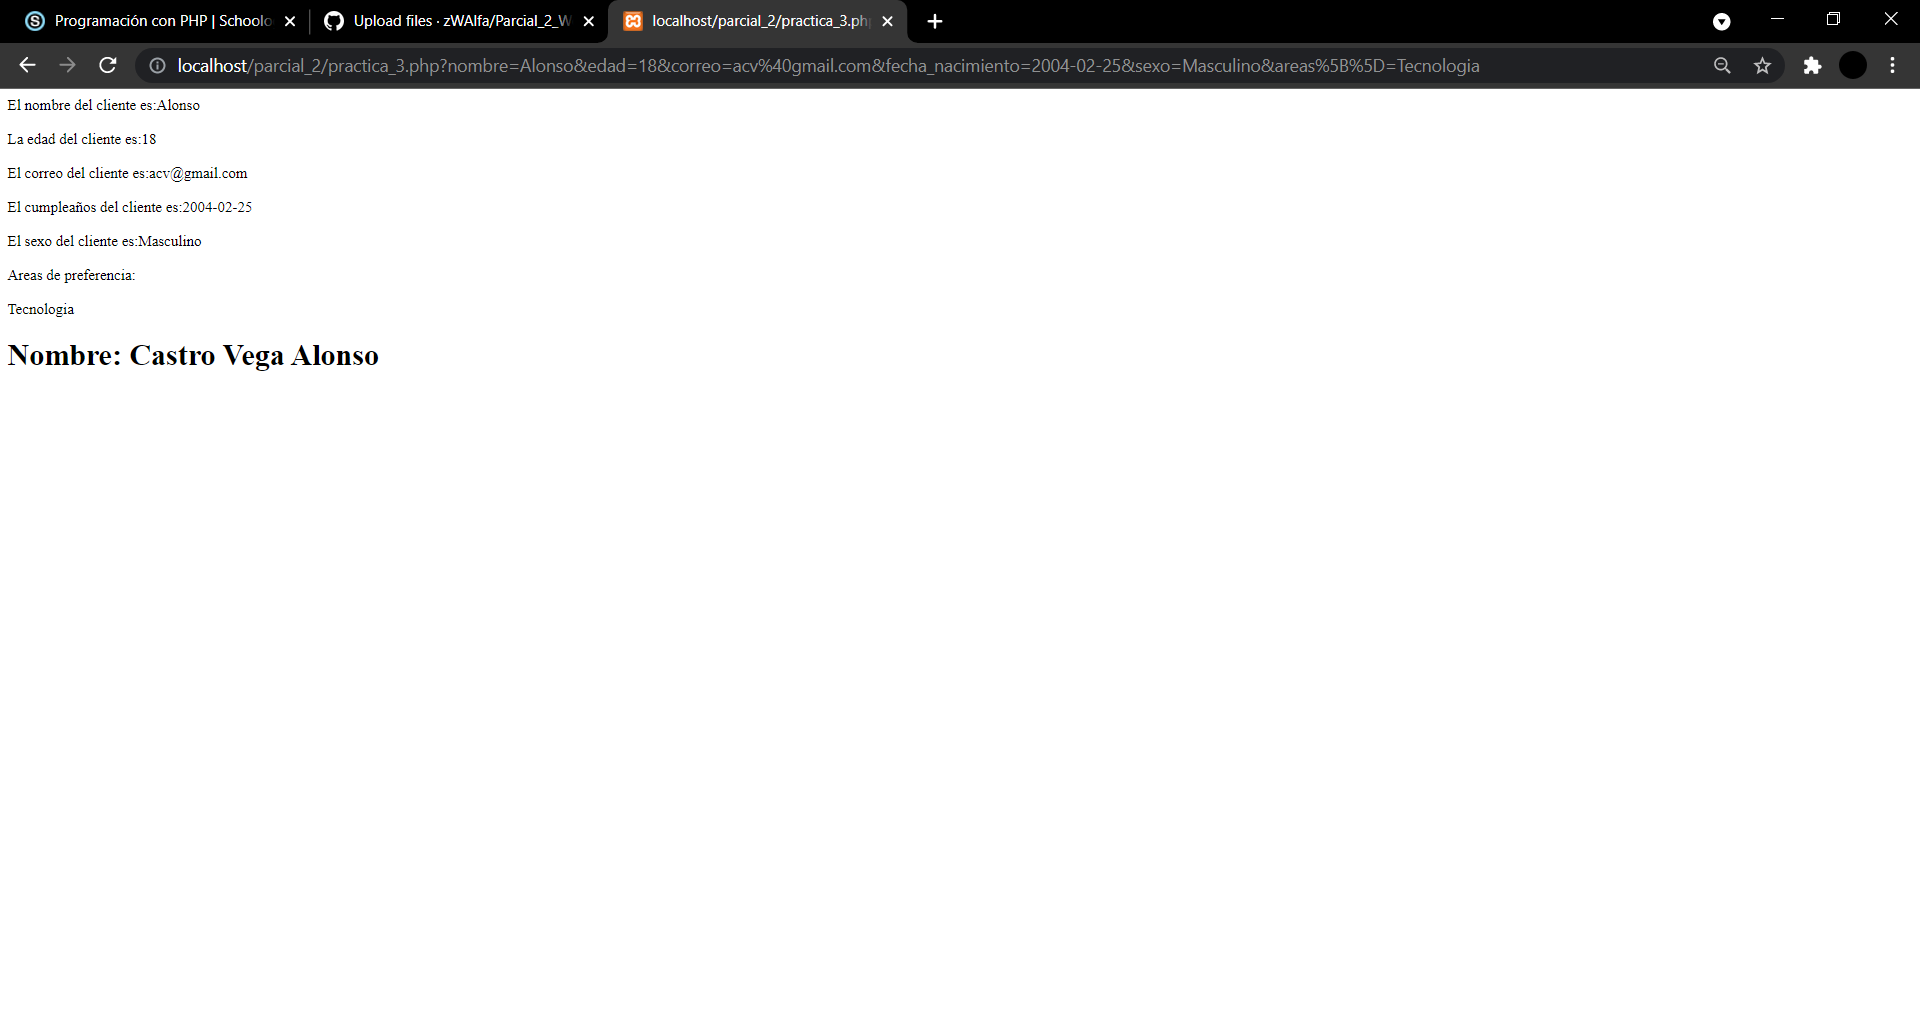 Programación con PHP | Schoolo
Upload files · zWAlfa/Parcial_2_W
localhost/parcial_2/practica_3.ph
localhost/parcial_2/practica_3.php?nombre=Alonso&edad=18&correo=acv%40gmail.com&fecha_nacimiento=2004-02-25&sexo=Masculino&areas%5B%5D=Tecnologia
El nombre del cliente es:Alonso
La edad del cliente es:18
El correo del cliente es:acv@gmail.com
El cumpleaños del cliente es:2004-02-25
El sexo del cliente es:Masculino
Areas de preferencia:
Tecnologia
Nombre: Castro Vega Alonso